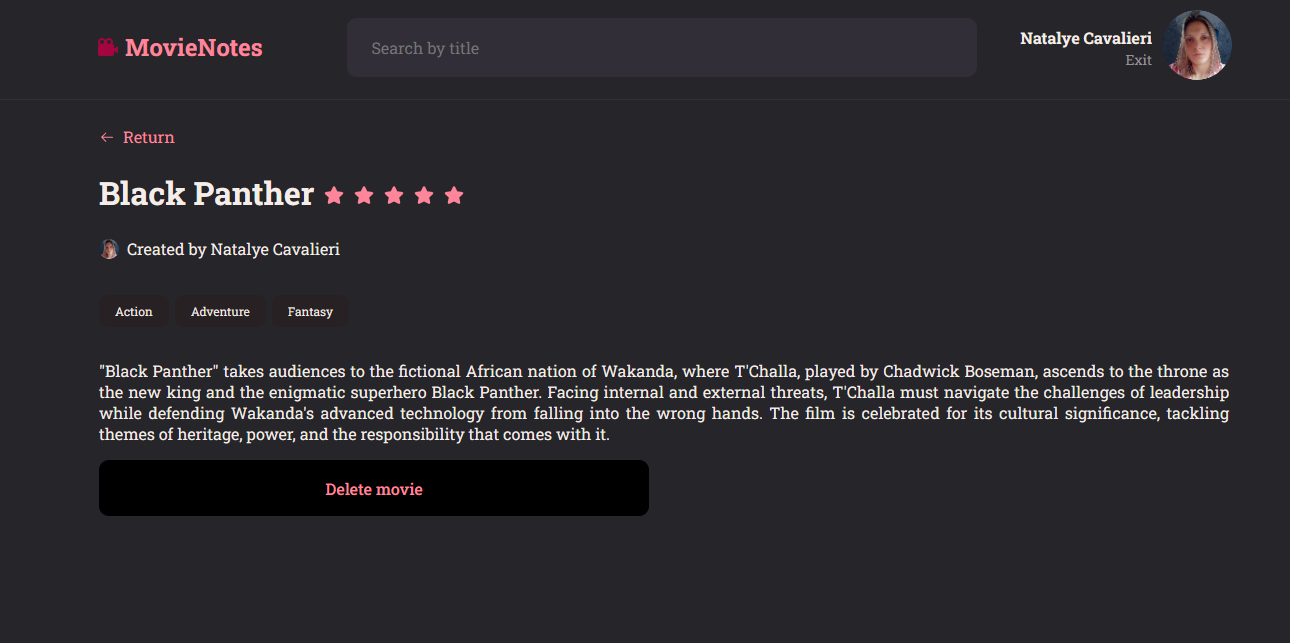 MovieNotes
Search by title
Natalye Cavalieri
Exit
Return
Black Panther
Created by Natalye Cavalieri
Action
Adventure
Fantasy
"Black Panther" takes audiences to the fictional African nation of Wakanda, where T'Challa, played by Chadwick Boseman, ascends to the throne as
the new king and the enigmatic superhero Black Panther. Facing internal and external threats, T'Challa must navigate the challenges of leadership
while defending Wakanda's advanced technology from falling into the wrong hands. The film is celebrated for its cultural significance, tackling
themes of heritage, power, and the responsibility that comes with it.
Delete movie